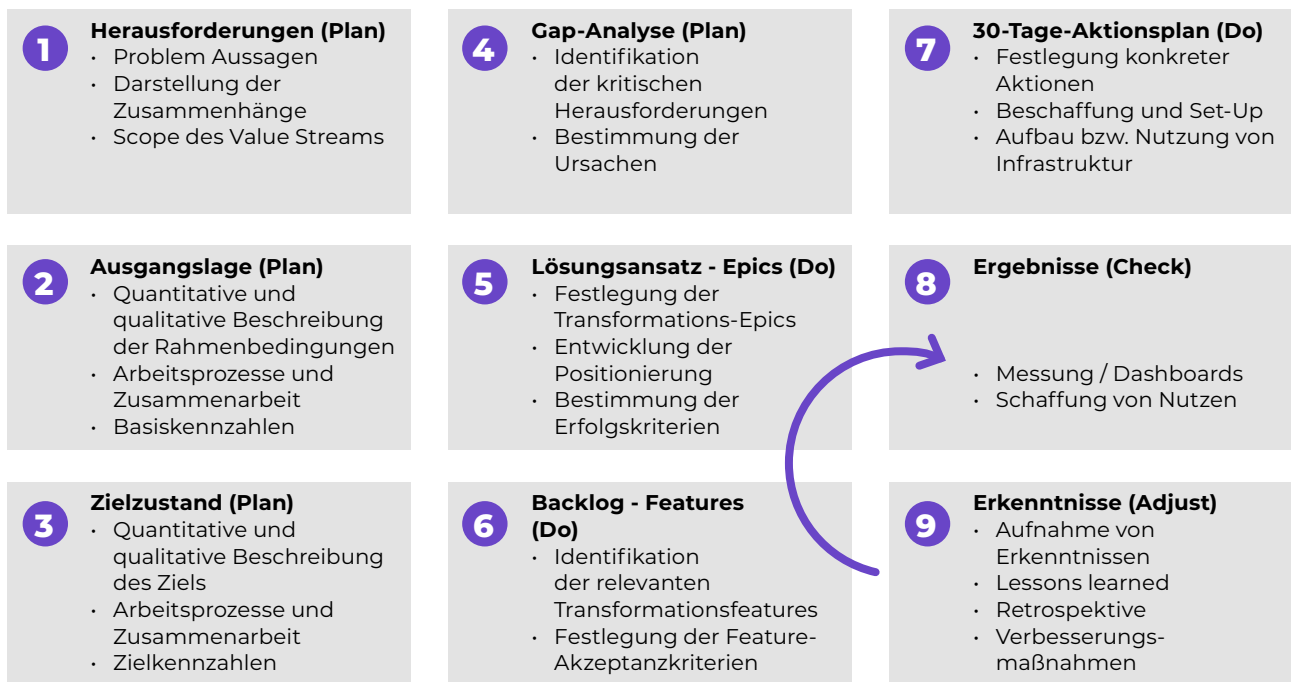 1
Herausforderungen (Plan)
• Problem Aussagen
• Darstellung der
Zusammenhänge
• Scope des Value Streams
2
Ausgangslage (Plan)
• Quantitative und
qualitative Beschreibung
der Rahmenbedingungen
• Arbeitsprozesse und
Zusammenarbeit
• Basiskennzahlen
3
Zielzustand (Plan)
• Quantitative und
qualitative Beschreibung
des Ziels
• Arbeitsprozesse und
Zusammenarbeit
• Zielkennzahlen
4
Gap-Analyse (Plan)
• Identifikation
der kritischen
Herausforderungen
• Bestimmung der
Ursachen
5
Lösungsansatz - Epics (Do)
• Festlegung der
Transformations-Epics
• Entwicklung der
Positionierung
• Bestimmung der
Erfolgskriterien
6
Backlog - Features
(Do)
• Identifikation
der relevanten
Transformationsfeatures
• Festlegung der Feature-
Akzeptanzkriterien
7
30-Tage-Aktionsplan (Do)
• Festlegung konkreter
Aktionen
• Beschaffung und Set-Up
• Aufbau bzw. Nutzung von
Infrastruktur
8
Ergebnisse (Check)
• Messung / Dashboards
• Schaffung von Nutzen
9
Erkenntnisse (Adjust)
• Aufnahme von
Erkenntnissen
• Lessons learned
• Retrospektive
• Verbesserungs-
maßnahmen